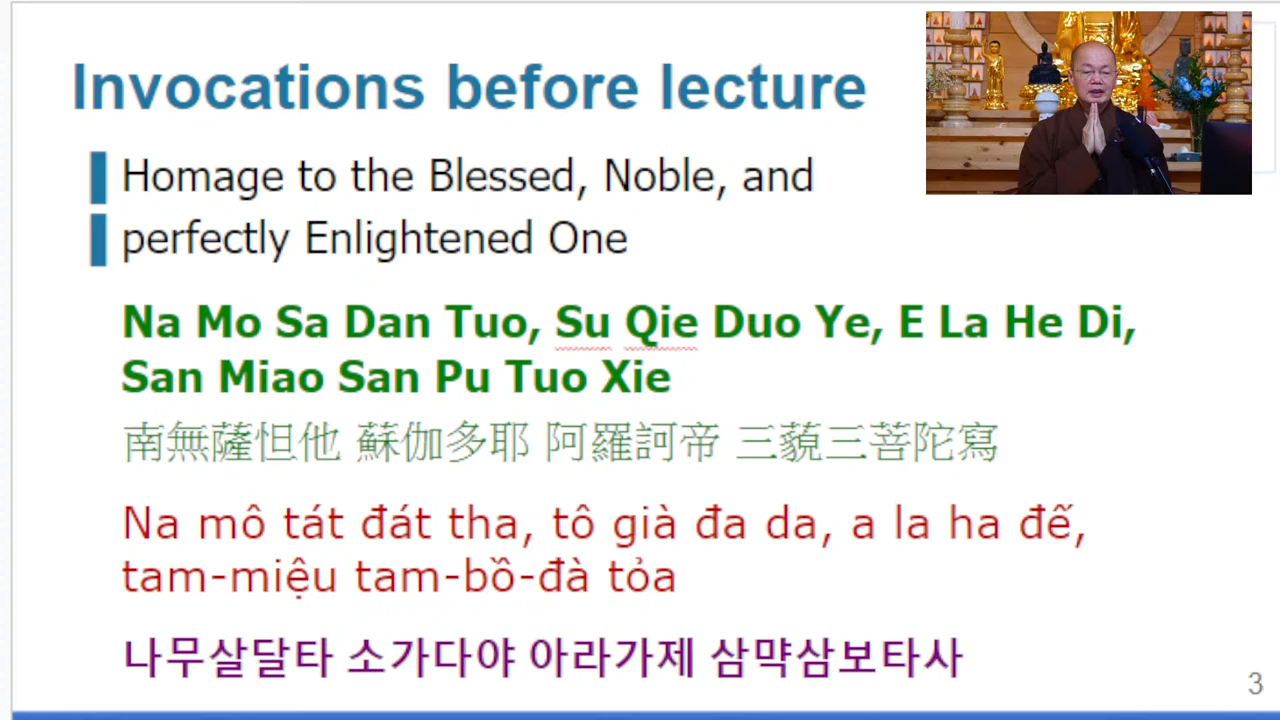 Invocations before lecture
Homage to the Blessed, Noble, and
perfectly Enlightened One
Na Mo Sa Dan Tuo, Su Qie Duo Ye, E La He Di,
San Miao San Pu Tuo Xie
南無薩怛他 蘇伽多耶 阿羅訶帝 三藐三菩陀寫
Na mô tát đát tha, tô già đa da, a la ha đế,
tam-miệu tam-bồ-đà tỏa
나무살달타 소가다야 아라가제 삼먁삼보타사
3